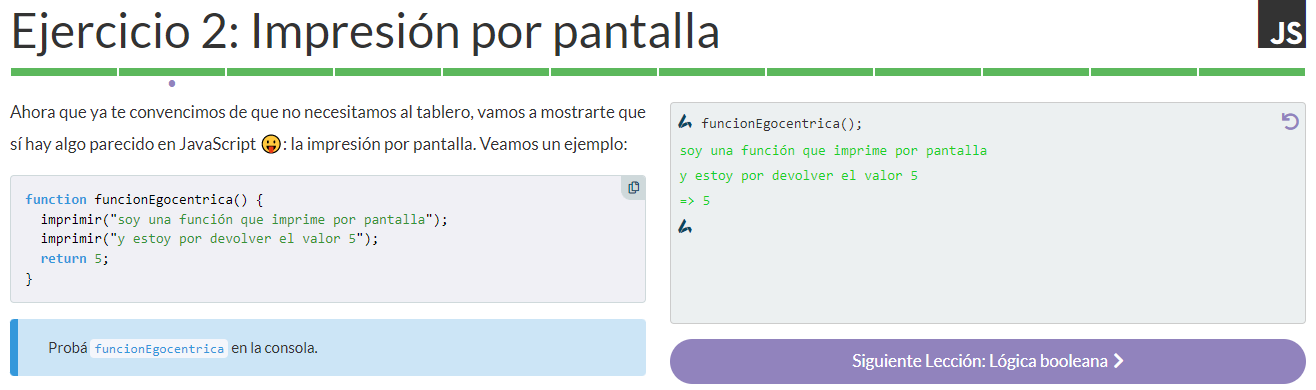 Ejercicio 2: Impresión por pantalla
JS
Ahora que ya te convencimos de que no necesitamos al tablero, vamos a mostrarte que
sí hay algo parecido en JavaScript 😛: la impresión por pantalla. Veamos un ejemplo:
function funcionEgocentrica() {
  imprimir("soy una función que imprime por pantalla");
  imprimir("y estoy por devolver el valor 5");
  return 5;
}
Probá funcionEgocentrica en la consola.
funcionEgocentrica();
soy una función que imprime por pantalla
y estoy por devolver el valor 5
=> 5
Siguiente Lección: Lógica booleana